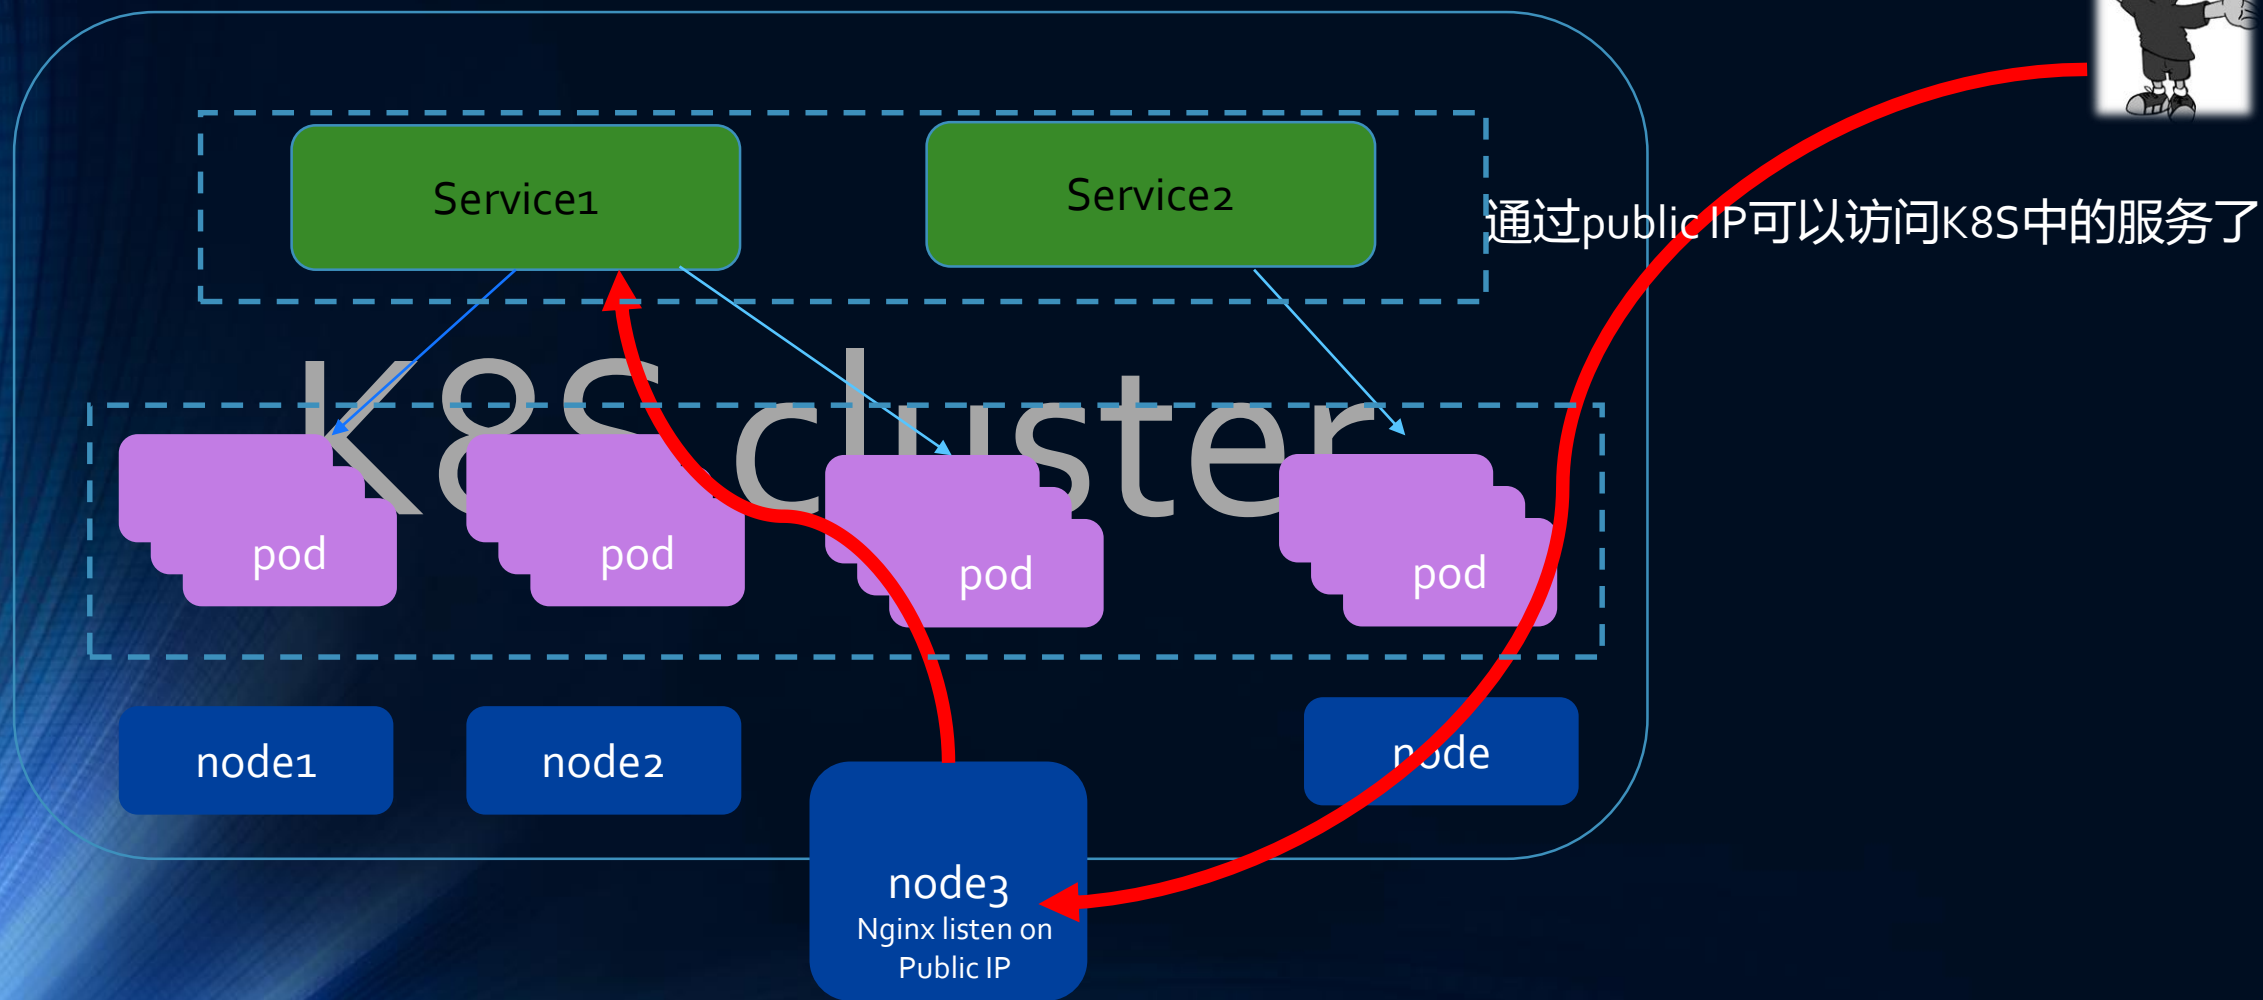 Service1
Service2
通过public IP可以访问K8S中的服务了
K8S cluster
pod
pod
pod
pod
node1
node2
node
node3
Nginx listen on
Public IP